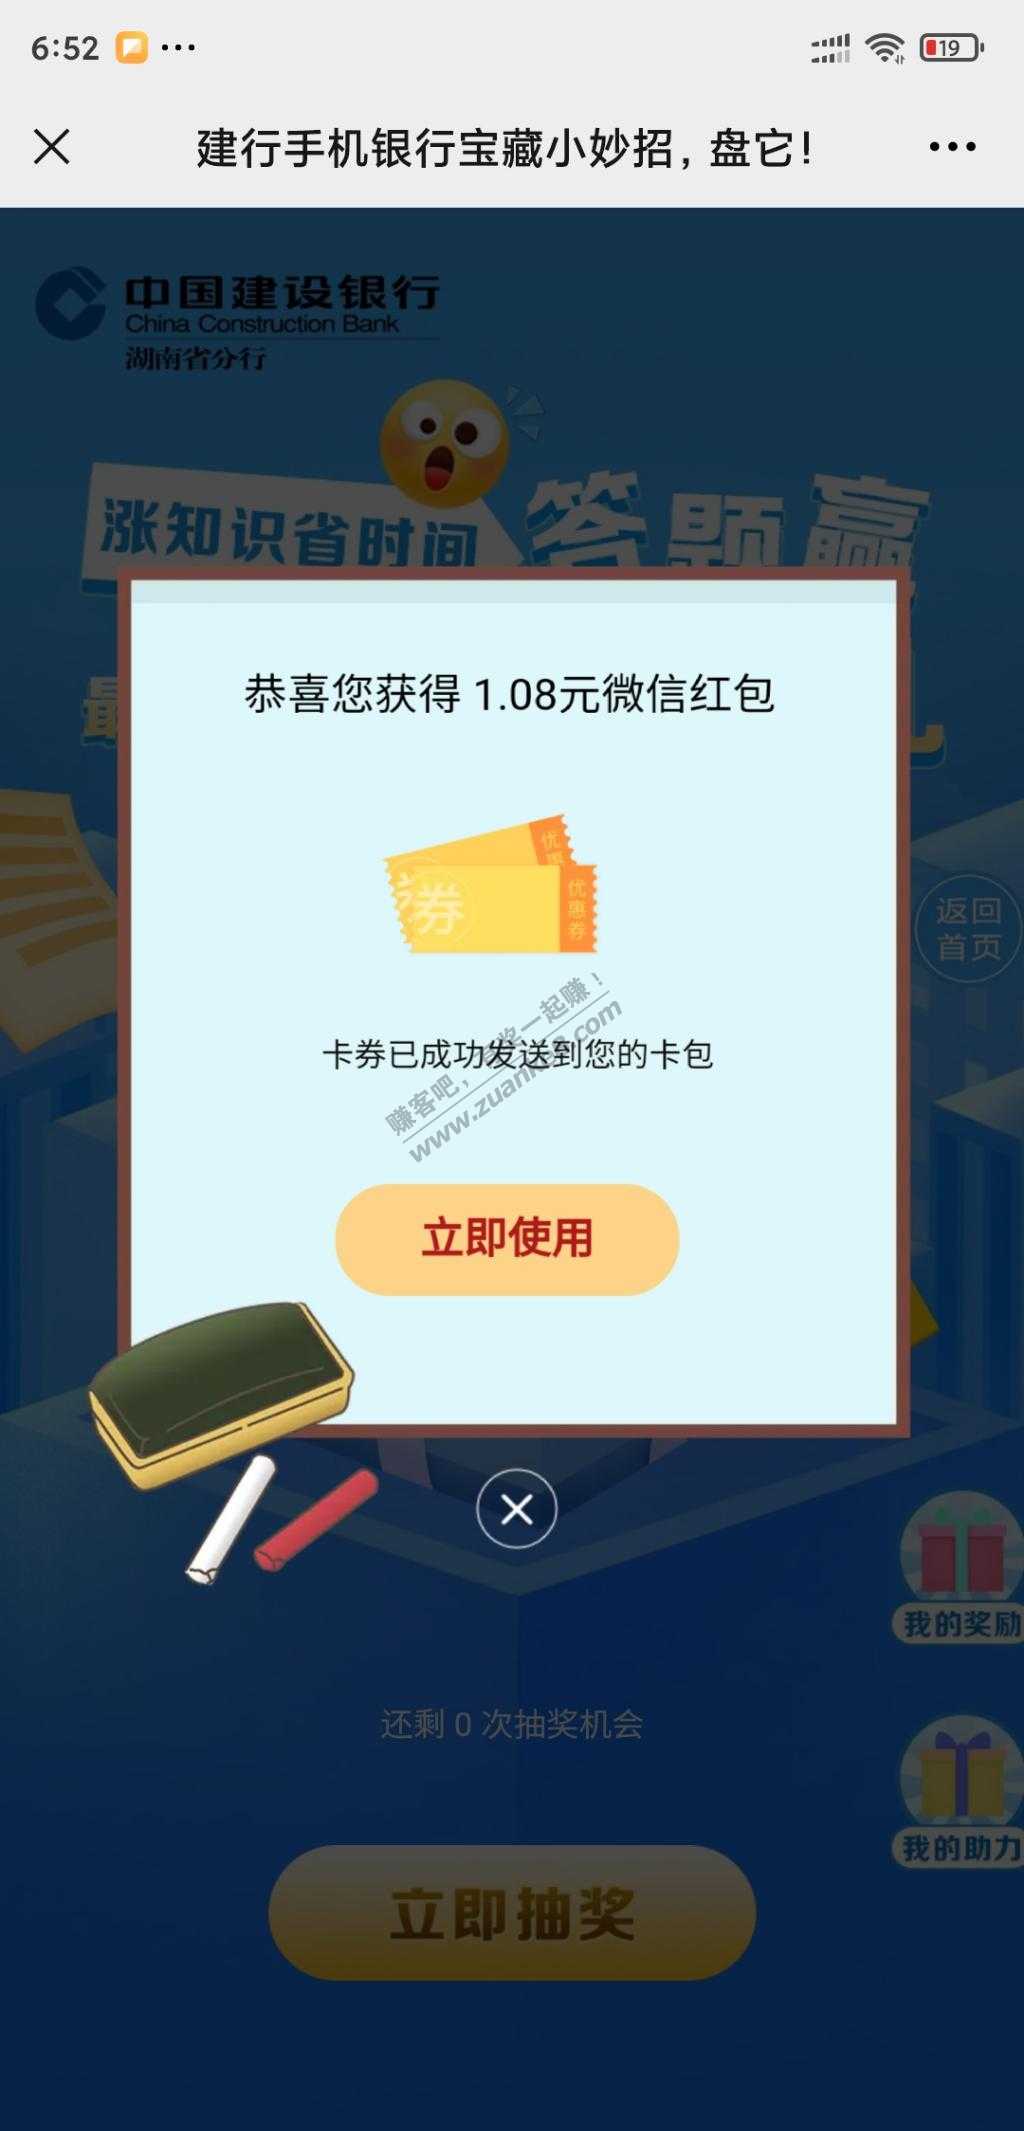 6:52
19
建行手机银行宝藏小妙招，盘它！
中国建设银行
China Construction Bank
湖南省分行
涨知识省时间
答题赢
最
礼
恭喜您获得 1.08元微信红包
优惠
券
优惠券
返回
首页
卡券已成功发送到您的卡包
赚客吧，有奖一起赚！
www.zuanke8.com
立即使用
我的奖励
还剩 0 次抽奖机会
我的助力
立即抽奖